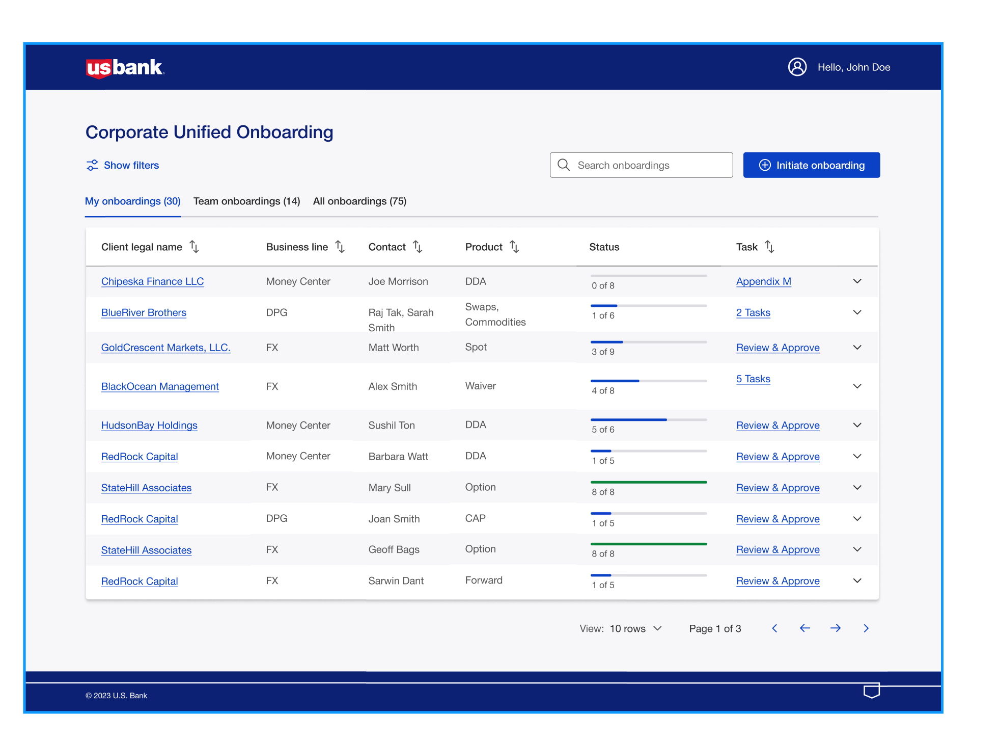 usbank
Hello, John Doe
Corporate Unified Onboarding
Show filters
Search onboardings
Initiate onboarding
My onboardings (30) Team onboardings (14) All onboardings (75)
Client legal name Business line Contact Product Status Task
Chipeska Finance LLC Money Center Joe Morrison DDA 0 of 8 Appendix M
BlueRiver Brothers DPG Raj Tak, Sarah Smith Swaps, Commodities 1 of 6 2 Tasks
GoldCrescent Markets, LLC. FX Matt Worth Spot 3 of 9 Review & Approve
BlackOcean Management FX Alex Smith Waiver 4 of 8 5 Tasks
HudsonBay Holdings Money Center Sushil Ton DDA 5 of 6 Review & Approve
RedRock Capital Money Center Barbara Watt DDA 1 of 5 Review & Approve
StateHill Associates FX Mary Sull Option 8 of 8 Review & Approve
RedRock Capital DPG Joan Smith CAP 1 of 5 Review & Approve
StateHill Associates FX Geoff Bags Option 8 of 8 Review & Approve
RedRock Capital FX Sarwin Dant Forward 1 of 5 Review & Approve
View: 10 rows Page 1 of 3
© 2023 U.S. Bank